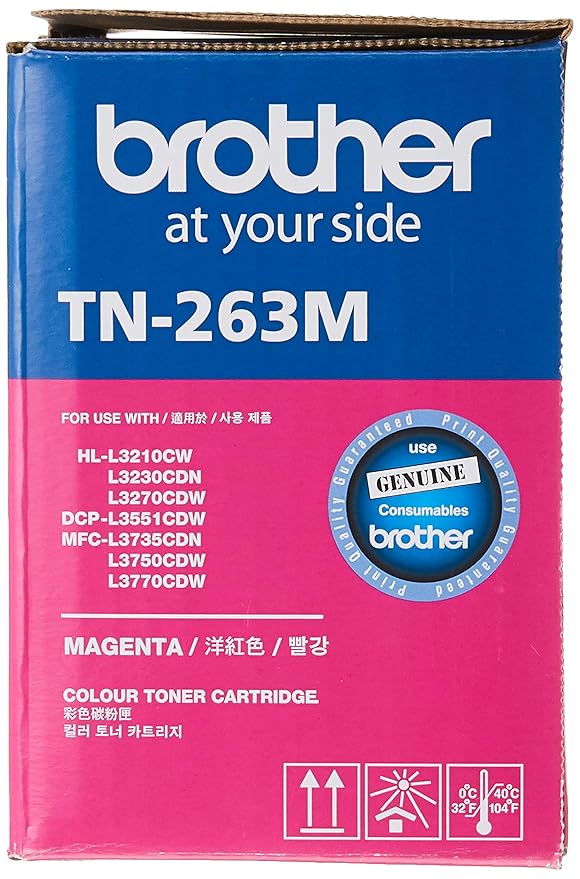 brother
at your side
TN-263M
FOR USE WITH / 適用於 / 사용 제품
HL-L3210CW
L3230CDN
L3270CDW
DCP-L3551CDW
MFC-L3735CDN
L3750CDW
L3770CDW
Print Quality Guaranteed
Print Quality Guaranteed
use
GENUINE
Consumables
brother
MAGENTA / 洋紅色 / 빨강
COLOUR TONER CARTRIDGE
彩色碳粉匣
컬러 토너 카트리지
0°C 40°C
32°F 104°F